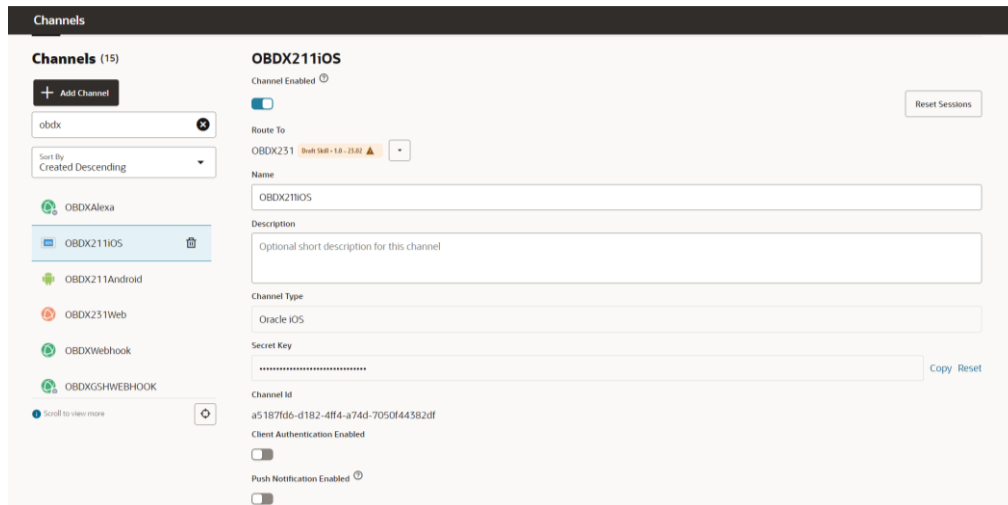 Channels
Channels (15)
+ Add Channel
obdx
Sort By
Created Descending
OBDXAlexa
OBDX211iOS
OBDX211Android
OBDX231Web
OBDXWebhook
OBDXGSHWEBHOOK
Scroll to view more
OBDX211iOS
Channel Enabled
Reset Sessions
Route To
OBDX231 Draft Skill - 1.0 - 23.02
Name
OBDX211iOS
Description
Optional short description for this channel
Channel Type
Oracle iOS
Secret Key
•••••••••••••••••••••••••••••••• Copy Reset
Channel Id
a5187fd6-d182-4ff4-a74d-7050f44382df
Client Authentication Enabled
Push Notification Enabled